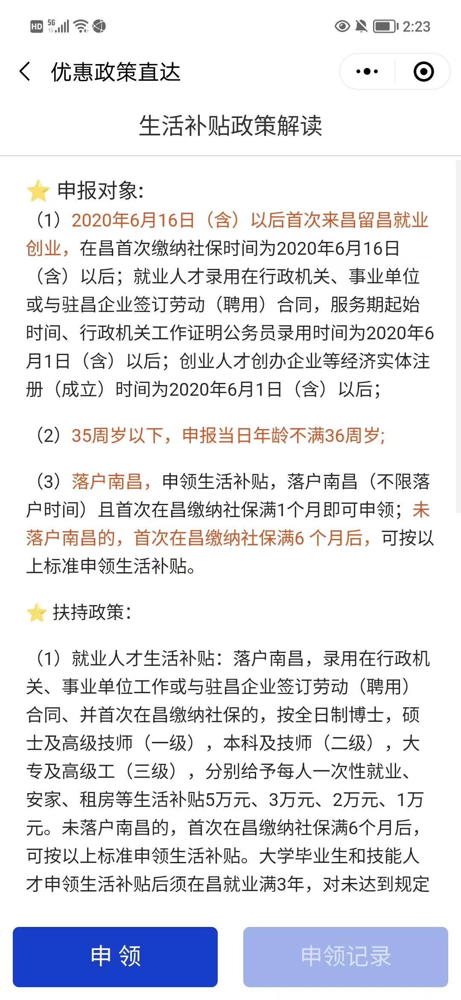 HD 5G 2:23
优惠政策直达
生活补贴政策解读
申报对象:
（1）2020年6月16日（含）以后首次来昌留昌就业
创业，在昌首次缴纳社保时间为2020年6月16日
（含）以后；就业人才录用在行政机关、事业单位
或与驻昌企业签订劳动（聘用）合同，服务期起始
时间、行政机关工作证明公务员录用时间为2020年6
月1日（含）以后；创业人才创办企业等经济实体注
册（成立）时间为2020年6月1日（含）以后；
（2）35周岁以下，申报当日年龄不满36周岁;
（3）落户南昌，申领生活补贴，落户南昌（不限落
户时间）且首次在昌缴纳社保满1个月即可申领；未
落户南昌的，首次在昌缴纳社保满6 个月后，可按以
上标准申领生活补贴。
扶持政策：
（1）就业人才生活补贴：落户南昌，录用在行政机
关、事业单位工作或与驻昌企业签订劳动（聘用）
合同、并首次在昌缴纳社保的，按全日制博士，硕
士及高级技师（一级），本科及技师（二级），大
专及高级工（三级），分别给予每人一次性就业、
安家、租房等生活补贴5万元、3万元、2万元、1万
元。未落户南昌的，首次在昌缴纳社保满6个月后，
可按以上标准申领生活补贴。大学毕业生和技能人
才申领生活补贴后须在昌就业满3年，对未达到规定
申 领
申领记录